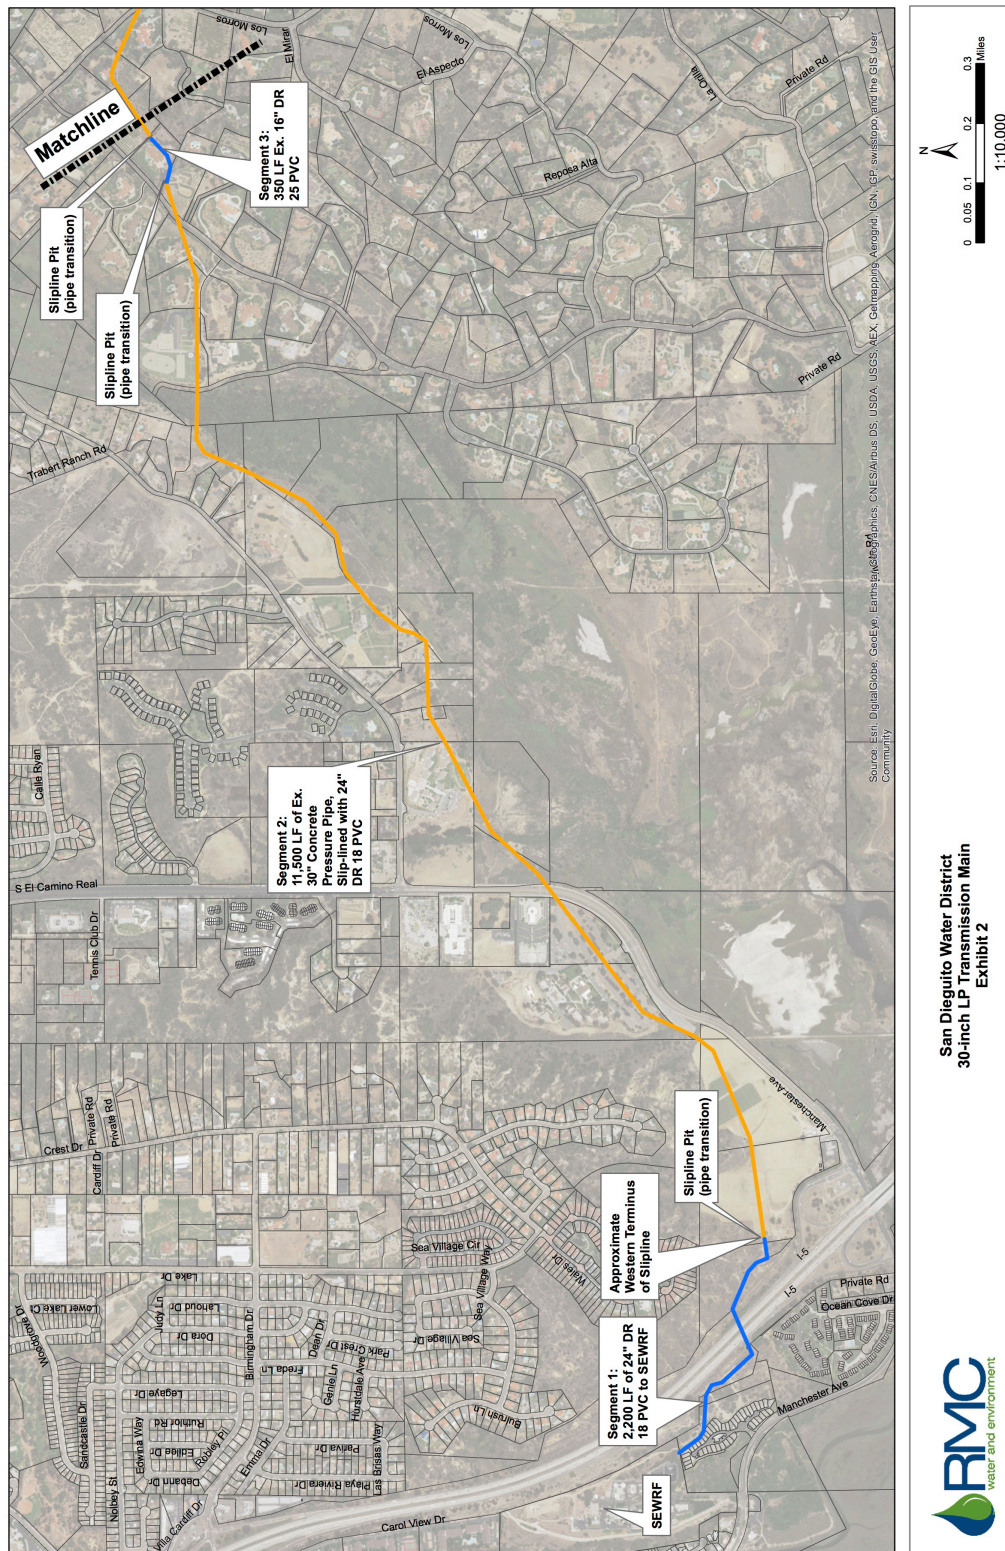 Matchline
Slipline Pit
(pipe transition)
Slipline Pit
(pipe transition)
Segment 3:
350 LF Ex. 16" DR
25 PVC
Segment 2:
11,500 LF of Ex.
30" Concrete
Pressure Pipe,
Slip-lined with 24"
DR 18 PVC
Slipline Pit
(pipe transition)
Approximate
Western Terminus
of Slipline
Segment 1:
2,200 LF of 24" DR
18 PVC to SEWRF
SEWRF
Los Morros
El Mirar
Los Morros
El Aspecto
La Orilla
Private Rd
Reposa Alta
Private Rd
Trabert Ranch Rd
Calle Ryan
S El Camino Real
Tennis Club Dr
Manchester Ave
Crest Dr
Private Rd
Private Rd
Cardiff Dr
Lake Dr
Sea Village Cir
Sea Village Way
Wales Dr
Woodgrove Dr
Lower Lake Ct
Judy Ln
Lahoud Dr
Dora Dr
Birmingham Dr
Dean Dr
Park Crest Dr
Sea Village Dr
Freda Ln
Genie Ln
Hurstdale Ave
Legaye Dr
Sandcastle Dr
Edwina Way
Rubhior Rd
Edilee Dr
Robley Pl
Emma Dr
Debann Dr
Nolbey St
Pariva Dr
Playa Riviera Dr
Las Brisas Way
Bulrush Ln
Villa Cardiff Dr
Carol View Dr
I-5
I-5
Private Rd
Ocean Cove Dr
Manchester Ave
Source: Esri, DigitalGlobe, GeoEye, Earthstar Geographics, CNES/Airbus DS, USDA, USGS, AEX, Getmapping, Aerogrid, IGN, IGP, swisstopo, and the GIS User
Community
N
0 0.05 0.1 0.2 0.3
Miles
1:10,000
San Dieguito Water District
30-inch LP Transmission Main
Exhibit 2
RMC
water and environment